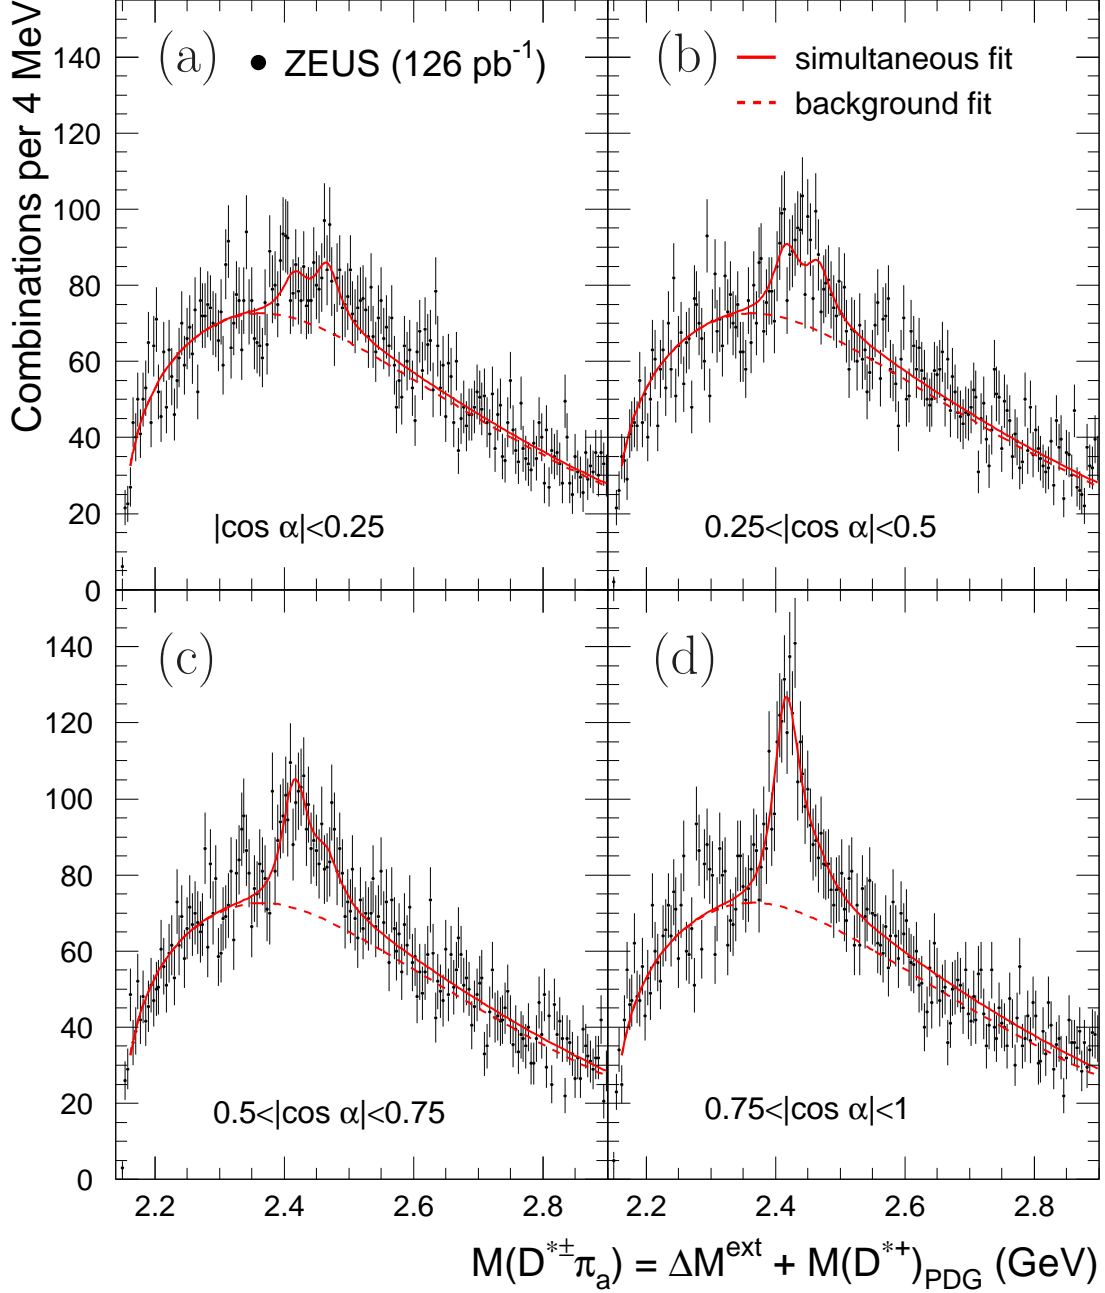 Combinations per 4 MeV
(a) ● ZEUS (126 pb⁻¹)
(b) simultaneous fit
background fit
140
120
100
80
60
40
20
0
|cos α|<0.25
0.25<|cos α|<0.5
(c)
(d)
140
120
100
80
60
40
20
0
0.5<|cos α|<0.75
0.75<|cos α|<1
2.2 2.4 2.6 2.8 2.2 2.4 2.6 2.8
M(D*±πₐ) = ΔMᵉˣᵗ + M(D*⁺)PDG (GeV)